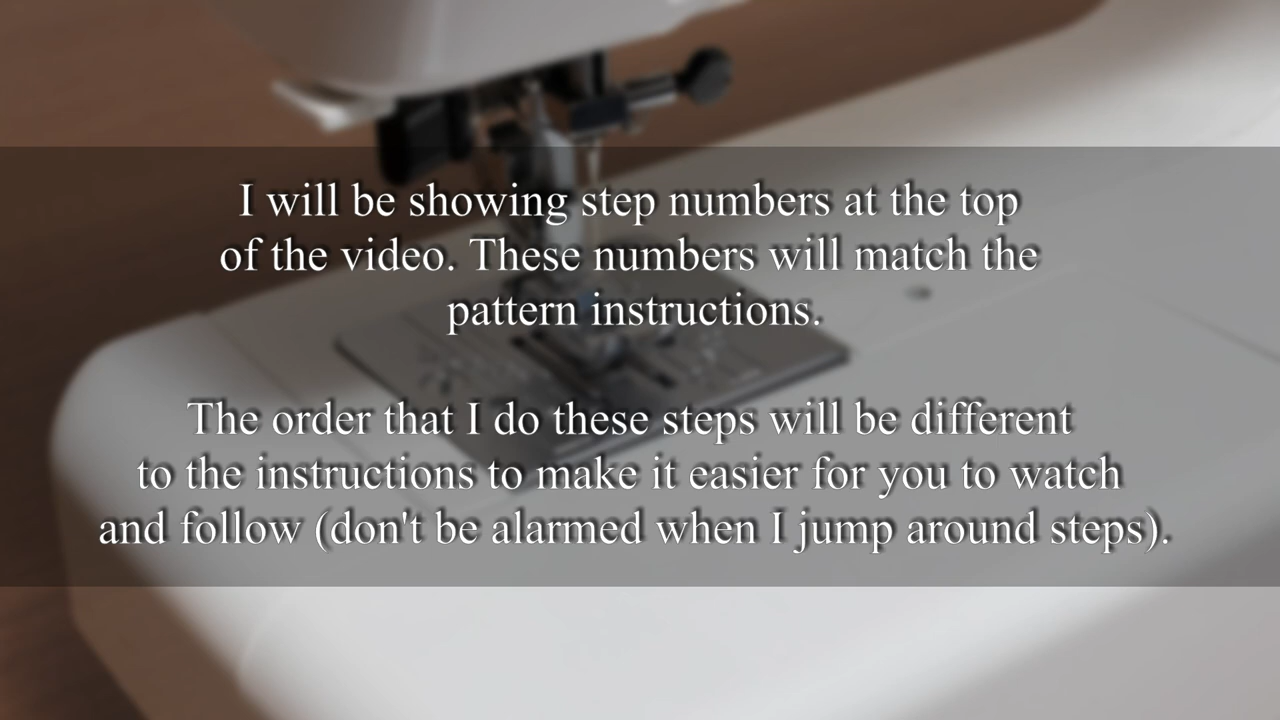 I will be showing step numbers at the top
of the video. These numbers will match the
pattern instructions.
The order that I do these steps will be different
to the instructions to make it easier for you to watch
and follow (don't be alarmed when I jump around steps).